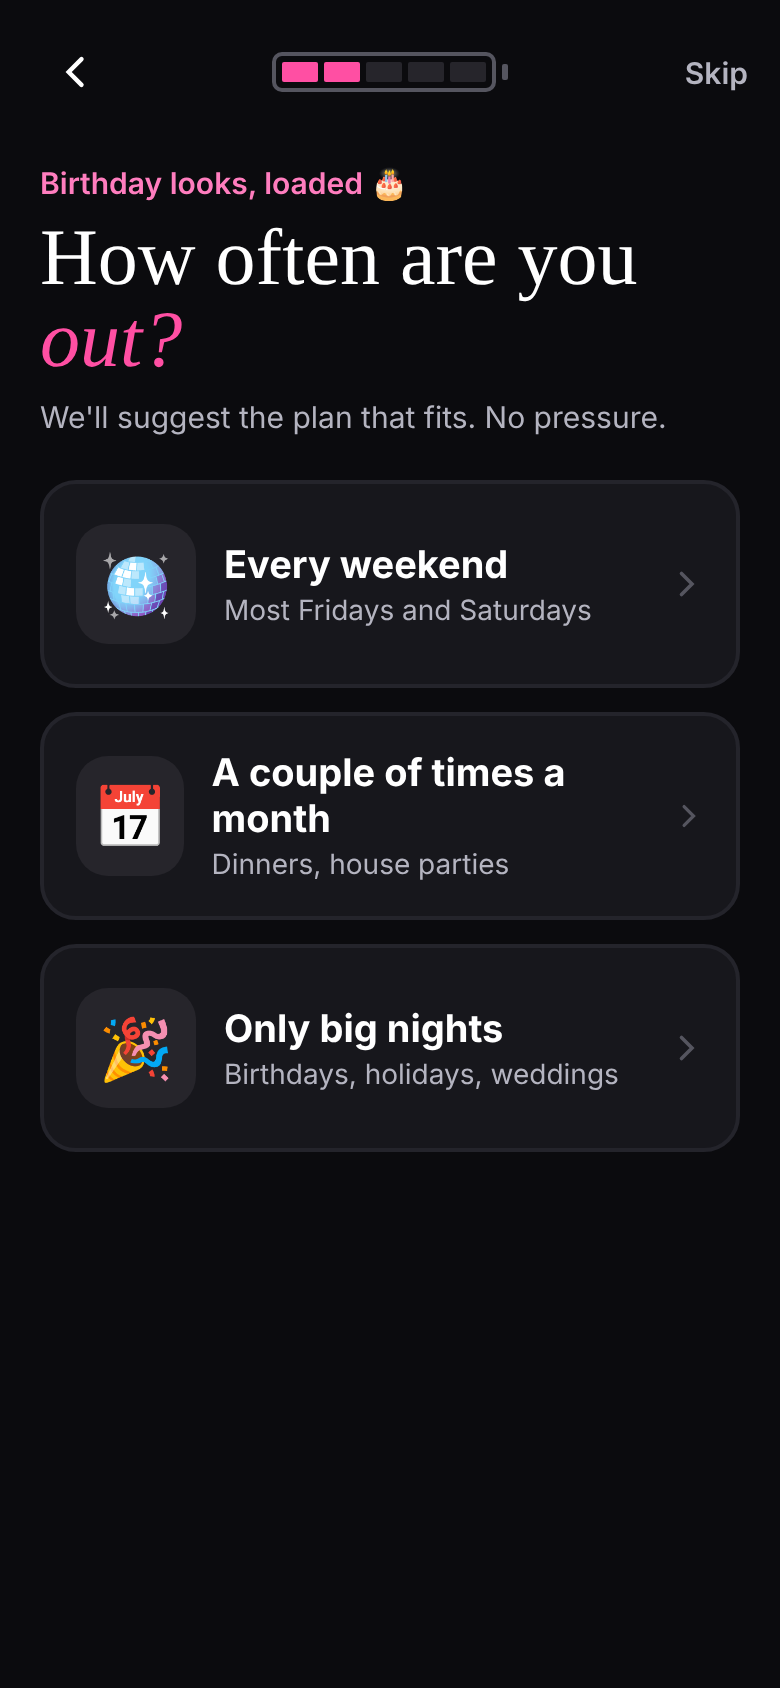 Skip
Birthday looks, loaded 🎂
How often are you
out?
We'll suggest the plan that fits. No pressure.
Every weekend
Most Fridays and Saturdays
July
17
A couple of times a
month
Dinners, house parties
Only big nights
Birthdays, holidays, weddings